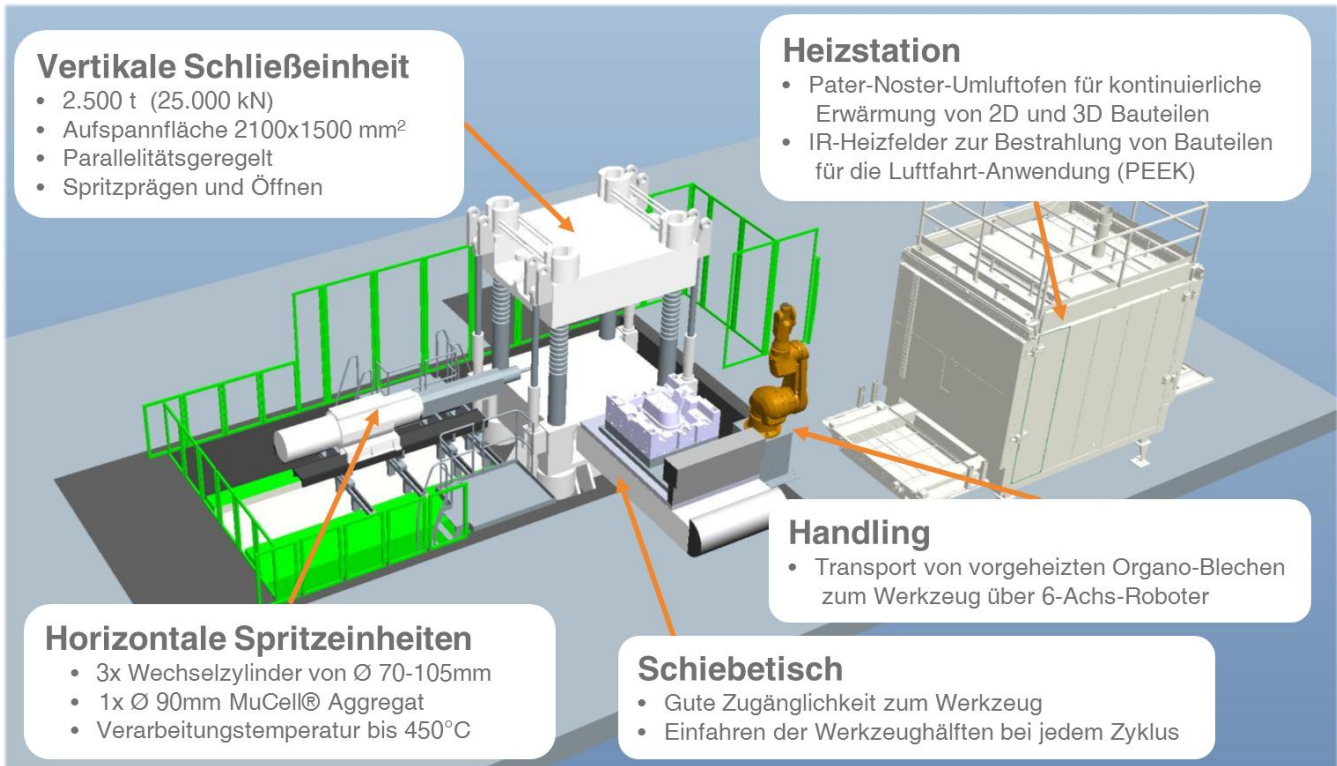 Vertikale Schließeinheit
• 2.500 t (25.000 kN)
• Aufspannfläche 2100x1500 mm²
• Parallelitätsgeregelt
• Spritzprägen und Öffnen
Heizstation
• Pater-Noster-Umluftofen für kontinuierliche
Erwärmung von 2D und 3D Bauteilen
• IR-Heizfelder zur Bestrahlung von Bauteilen
für die Luftfahrt-Anwendung (PEEK)
Handling
• Transport von vorgeheizten Organo-Blechen
zum Werkzeug über 6-Achs-Roboter
Horizontale Spritzeinheiten
• 3x Wechselzylinder von Ø 70-105mm
• 1x Ø 90mm MuCell® Aggregat
• Verarbeitungstemperatur bis 450°C
Schiebetisch
• Gute Zugänglichkeit zum Werkzeug
• Einfahren der Werkzeughälften bei jedem Zyklus